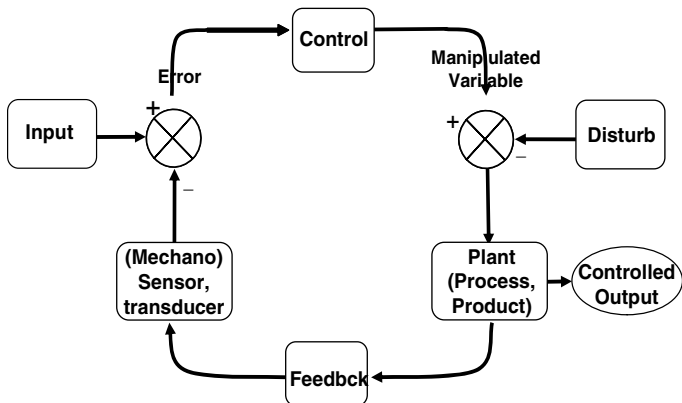 Control
Error
Manipulated
Variable
+
+
Input
Disturb
–
–
(Mechano)
Sensor,
transducer
Plant
(Process,
Product)
Controlled
Output
Feedbck